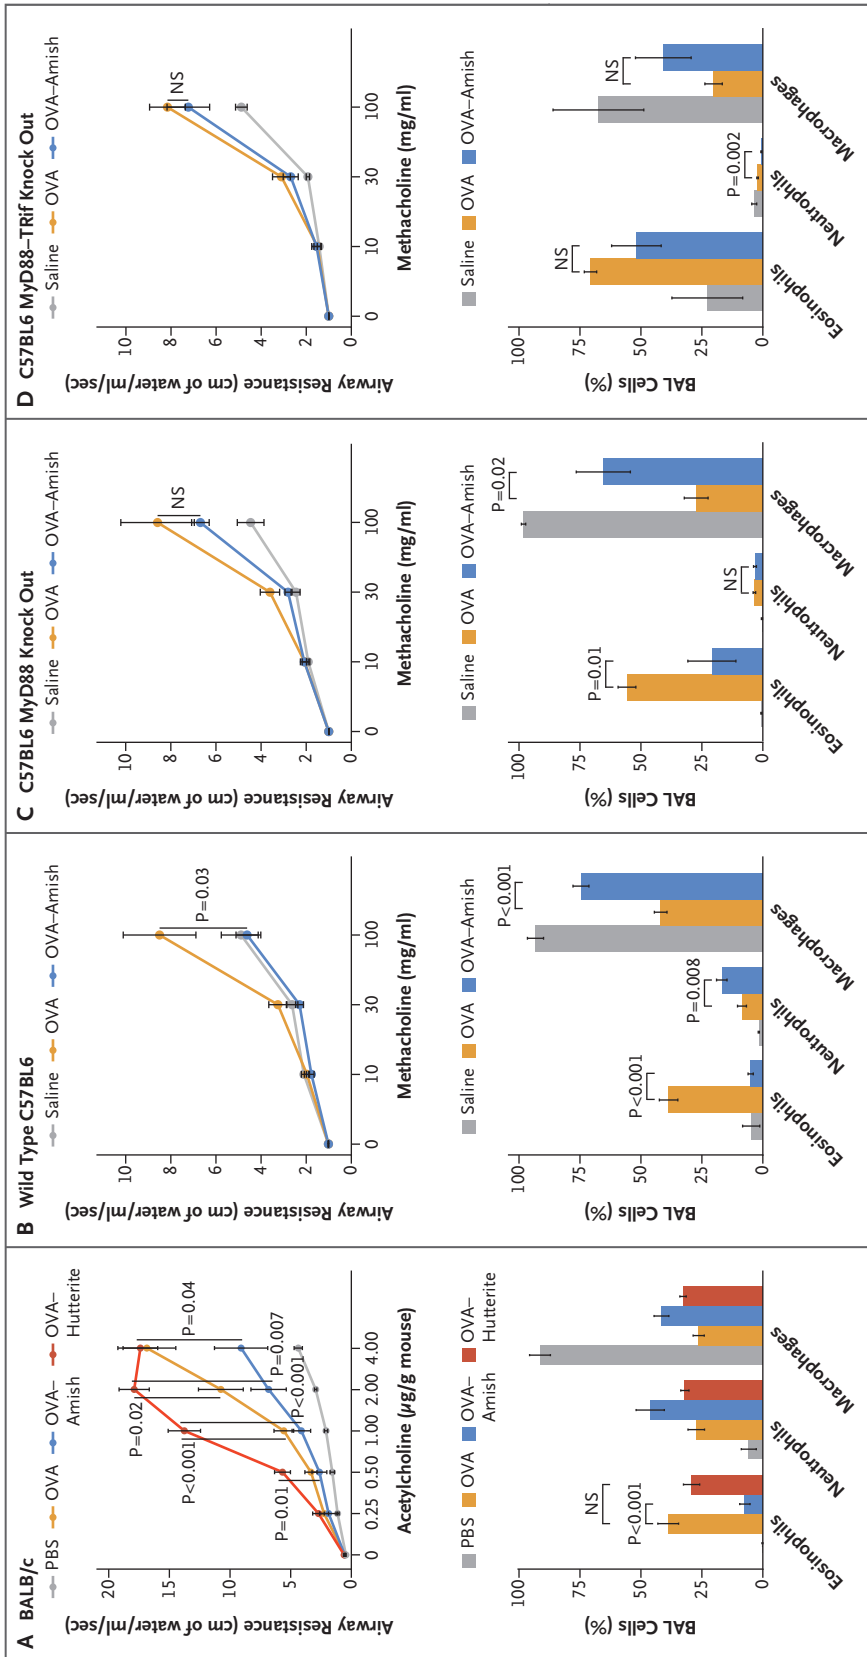 A BALB/c
PBS OVA OVA–Amish OVA–Hutterite
Airway Resistance (cm of water/ml/sec)
20
15
10
5
0
P=0.01
P<0.001
P=0.02
P<0.001
P=0.007
P=0.04
0 0.25 0.50 1.00 2.00 4.00
Acetylcholine (µg/g mouse)
PBS OVA OVA–Amish OVA–Hutterite
BAL Cells (%)
100
75
50
25
0
NS
P<0.001
Eosinophils Neutrophils Macrophages
B Wild Type C57BL6
Saline OVA OVA–Amish
Airway Resistance (cm of water/ml/sec)
10
8
6
4
2
0
P=0.03
0 10 30 100
Methacholine (mg/ml)
Saline OVA OVA–Amish
BAL Cells (%)
100
75
50
25
0
P<0.001
P=0.008
P<0.001
Eosinophils Neutrophils Macrophages
C C57BL6 MyD88 Knock Out
Saline OVA OVA–Amish
Airway Resistance (cm of water/ml/sec)
10
8
6
4
2
0
NS
0 10 30 100
Methacholine (mg/ml)
Saline OVA OVA–Amish
BAL Cells (%)
100
75
50
25
0
P=0.01
NS
P=0.02
Eosinophils Neutrophils Macrophages
D C57BL6 MyD88–TRif Knock Out
Saline OVA OVA–Amish
Airway Resistance (cm of water/ml/sec)
10
8
6
4
2
0
NS
0 10 30 100
Methacholine (mg/ml)
Saline OVA OVA–Amish
BAL Cells (%)
100
75
50
25
0
NS
P=0.002
NS
Eosinophils Neutrophils Macrophages